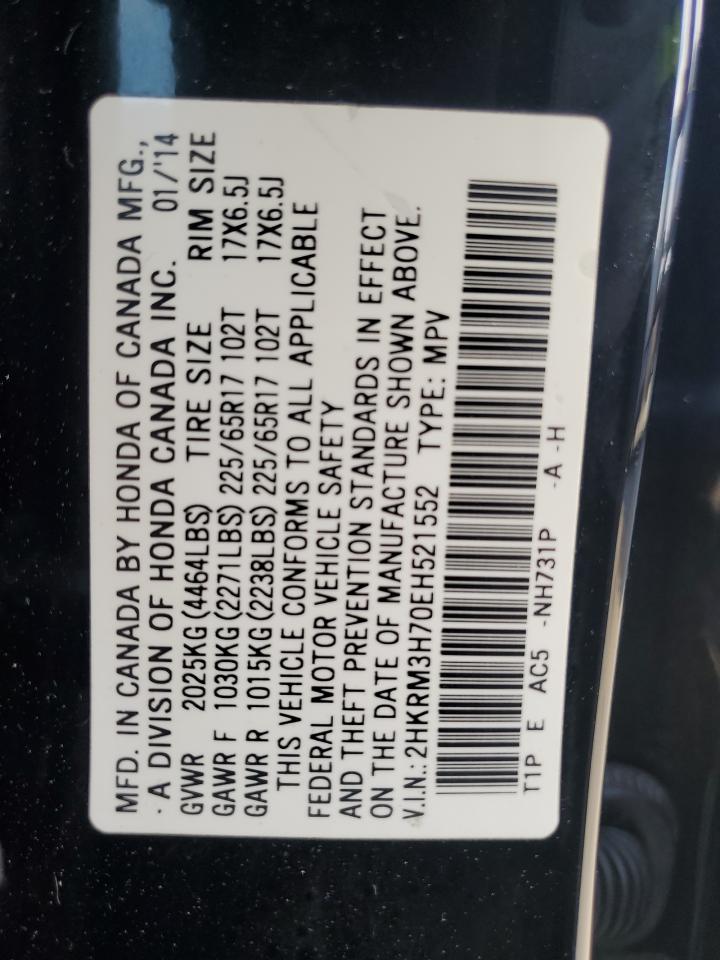 MFD. IN CANADA BY HONDA OF CANADA MFG.,
· A DIVISION OF HONDA CANADA INC. 01/'14
GVWR 2025KG (4464LBS) TIRE SIZE RIM SIZE
GAWR F 1030KG (2271LBS) 225/65R17 102T 17X6.5J
GAWR R 1015KG (2238LBS) 225/65R17 102T 17X6.5J
THIS VEHICLE CONFORMS TO ALL APPLICABLE
FEDERAL MOTOR VEHICLE SAFETY
AND THEFT PREVENTION STANDARDS IN EFFECT
ON THE DATE OF MANUFACTURE SHOWN ABOVE.
V.I.N.: 2HKRM3H70EH521552 TYPE: MPV
T1P E AC5 -NH731P -A -H